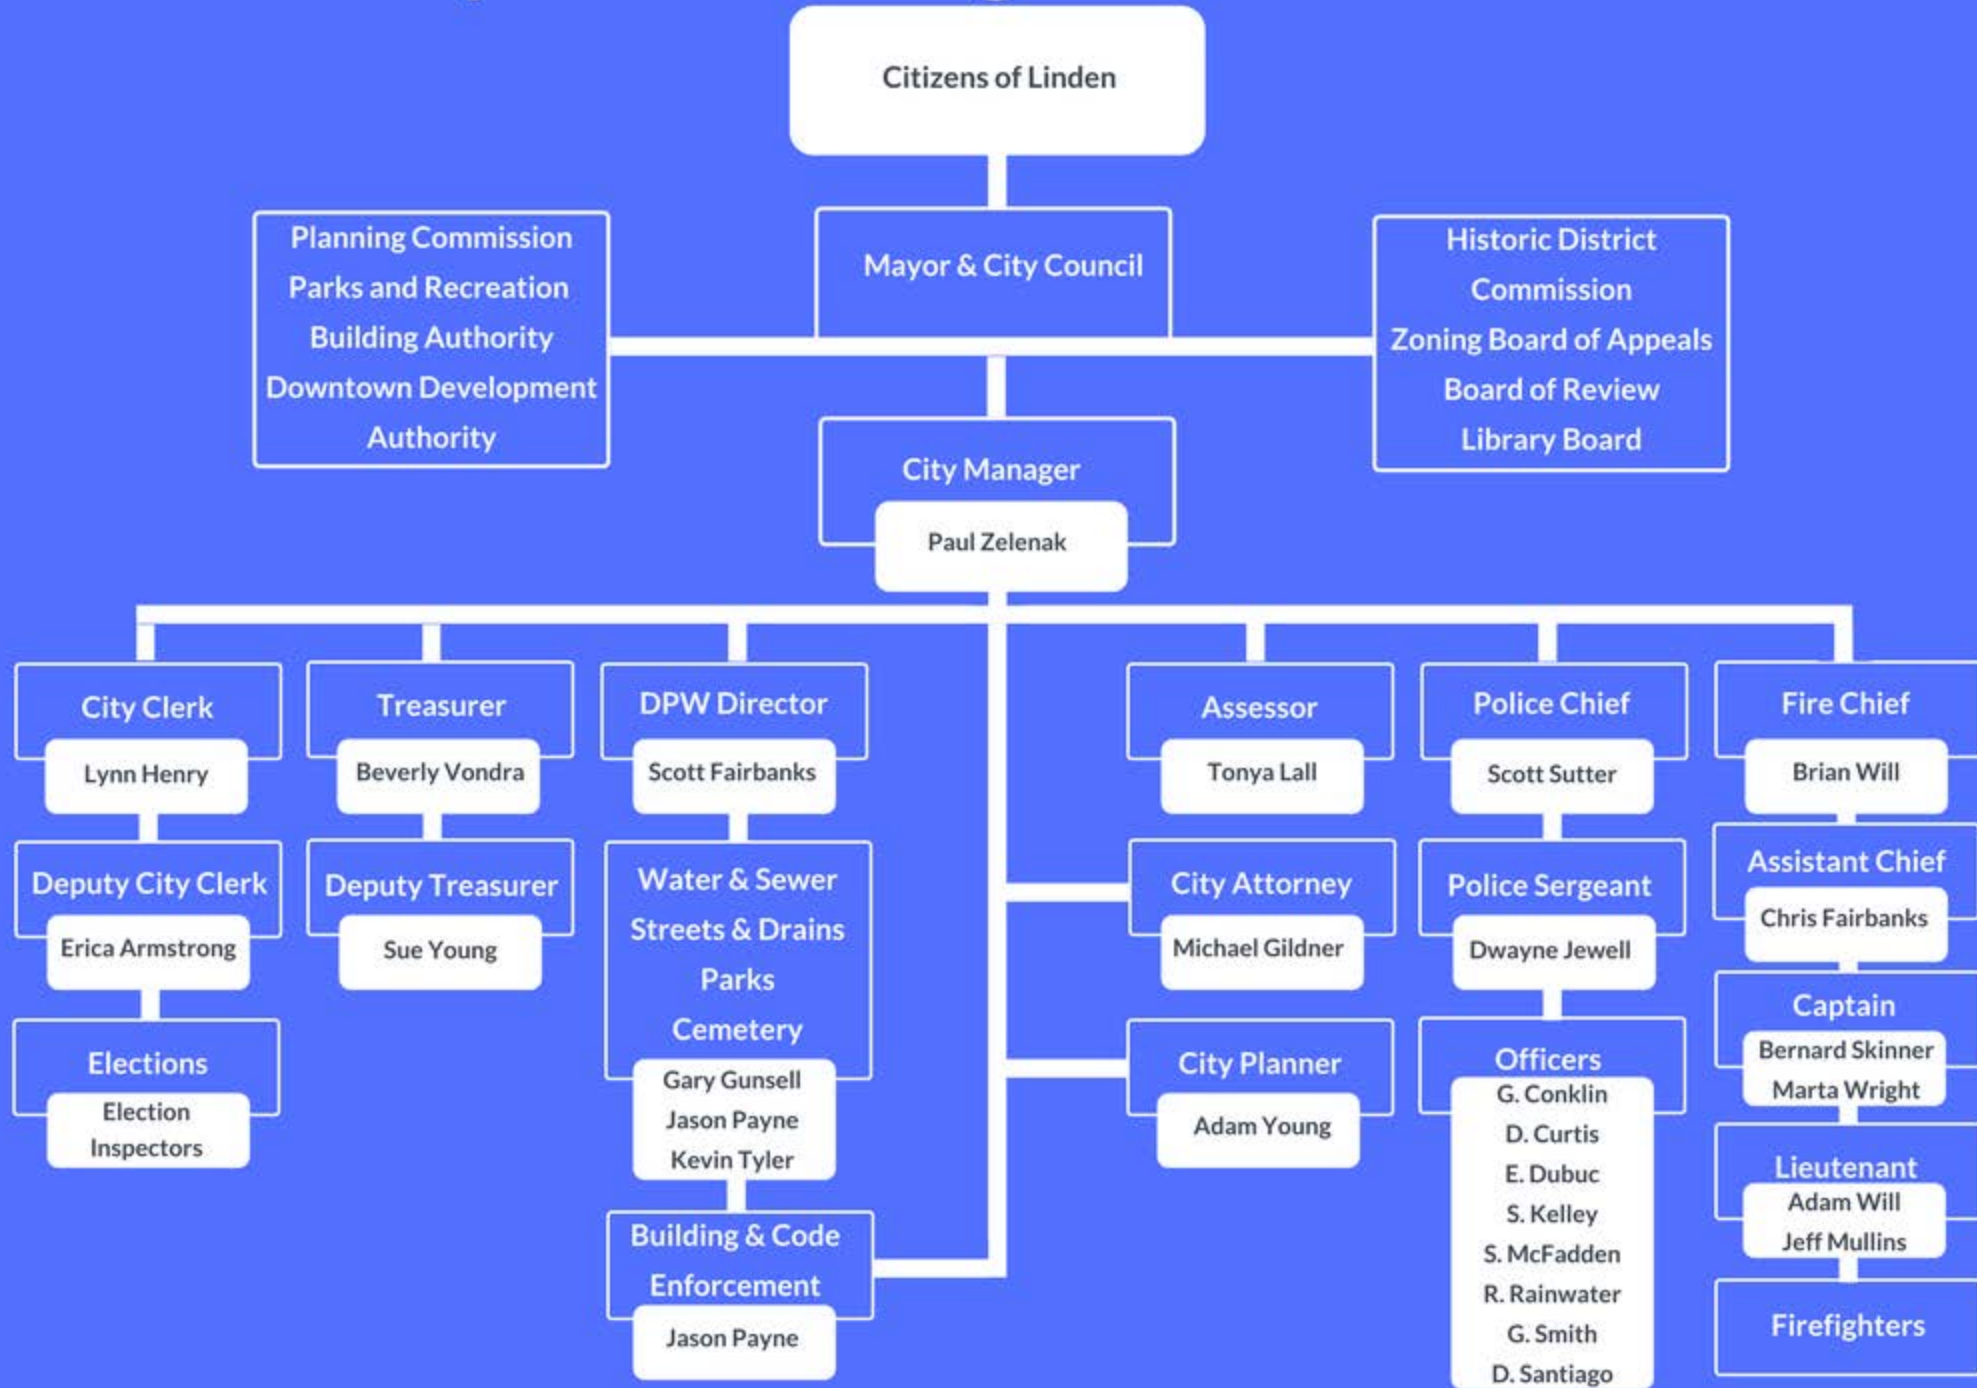 Citizens of Linden
Planning Commission
Parks and Recreation
Building Authority
Downtown Development
Authority
Mayor & City Council
Historic District
Commission
Zoning Board of Appeals
Board of Review
Library Board
City Manager
Paul Zelenak
City Clerk
Lynn Henry
Deputy City Clerk
Erica Armstrong
Elections
Election
Inspectors
Treasurer
Beverly Vondra
Deputy Treasurer
Sue Young
DPW Director
Scott Fairbanks
Water & Sewer
Streets & Drains
Parks
Cemetery
Gary Gunsell
Jason Payne
Kevin Tyler
Building & Code
Enforcement
Jason Payne
Assessor
Tonya Lall
City Attorney
Michael Gildner
City Planner
Adam Young
Police Chief
Scott Sutter
Police Sergeant
Dwayne Jewell
Officers
G. Conklin
D. Curtis
E. Dubuc
S. Kelley
S. McFadden
R. Rainwater
G. Smith
D. Santiago
Fire Chief
Brian Will
Assistant Chief
Chris Fairbanks
Captain
Bernard Skinner
Marta Wright
Lieutenant
Adam Will
Jeff Mullins
Firefighters